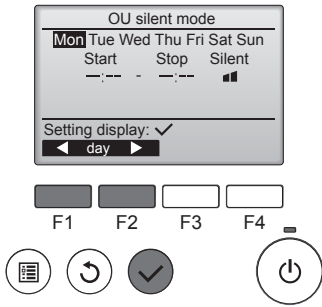 OU silent mode
Mon Tue Wed Thu Fri Sat Sun
Start Stop Silent
–:-- - –:--
Setting display: ✓
◀ day ▶
F1 F2 F3 F4